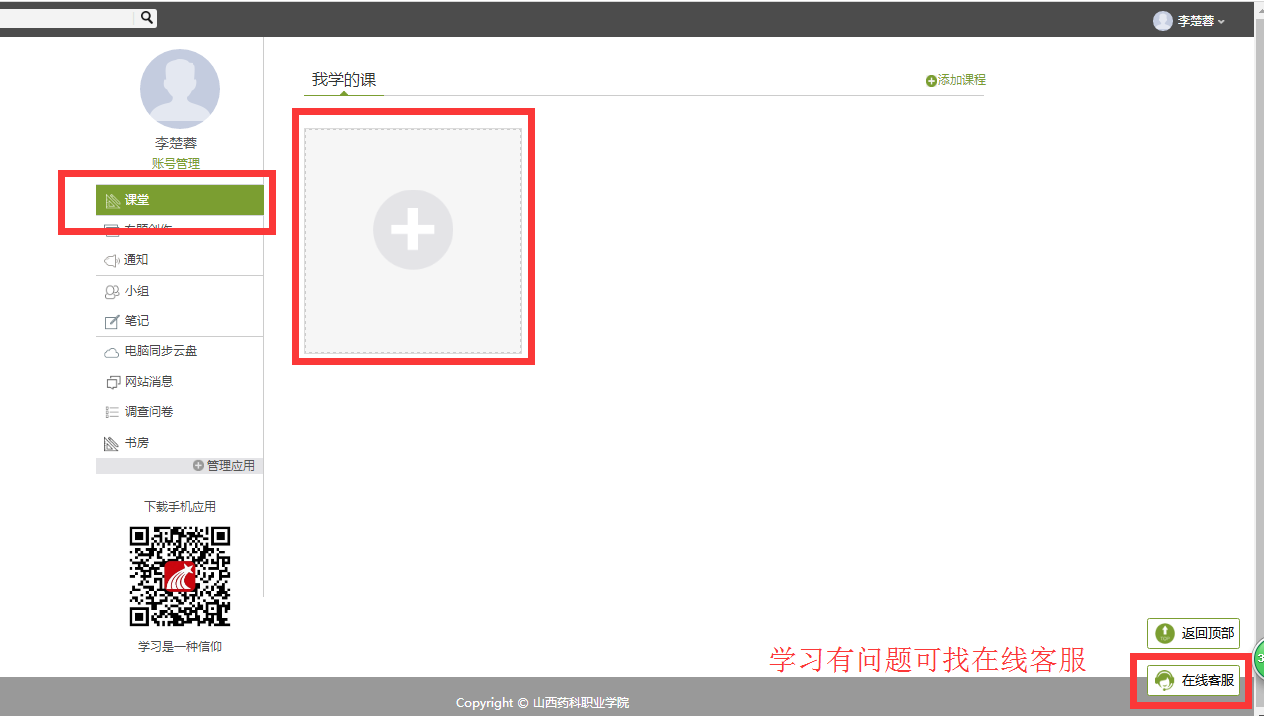 李楚蓉
李楚蓉
账号管理
课堂
专题创作
通知
小组
笔记
电脑同步云盘
网站消息
调查问卷
书房
管理应用
下载手机应用
学习是一种信仰
我学的课
添加课程
返回顶部
学习有问题可找在线客服
在线客服
Copyright © 山西药科职业学院